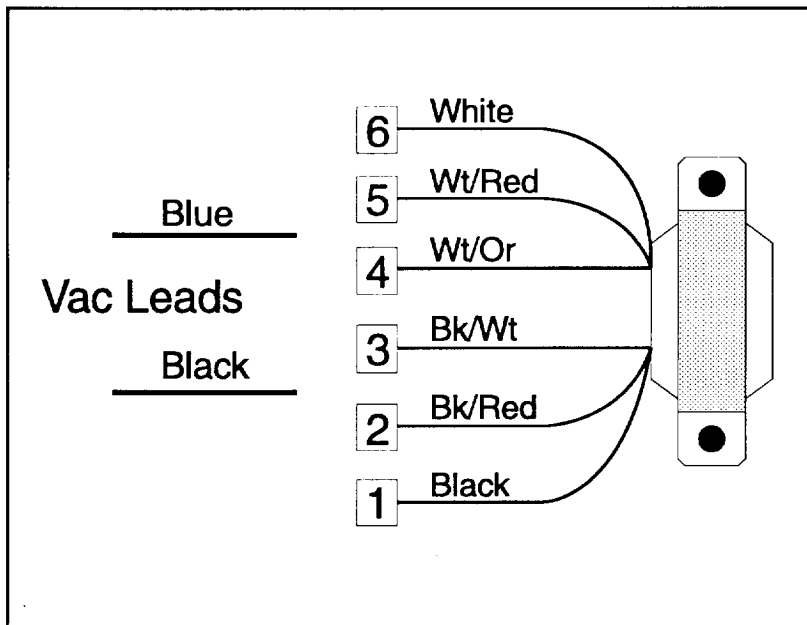 6 White
5 Wt/Red
Blue
4 Wt/Or
Vac Leads
3 Bk/Wt
Black
2 Bk/Red
1 Black